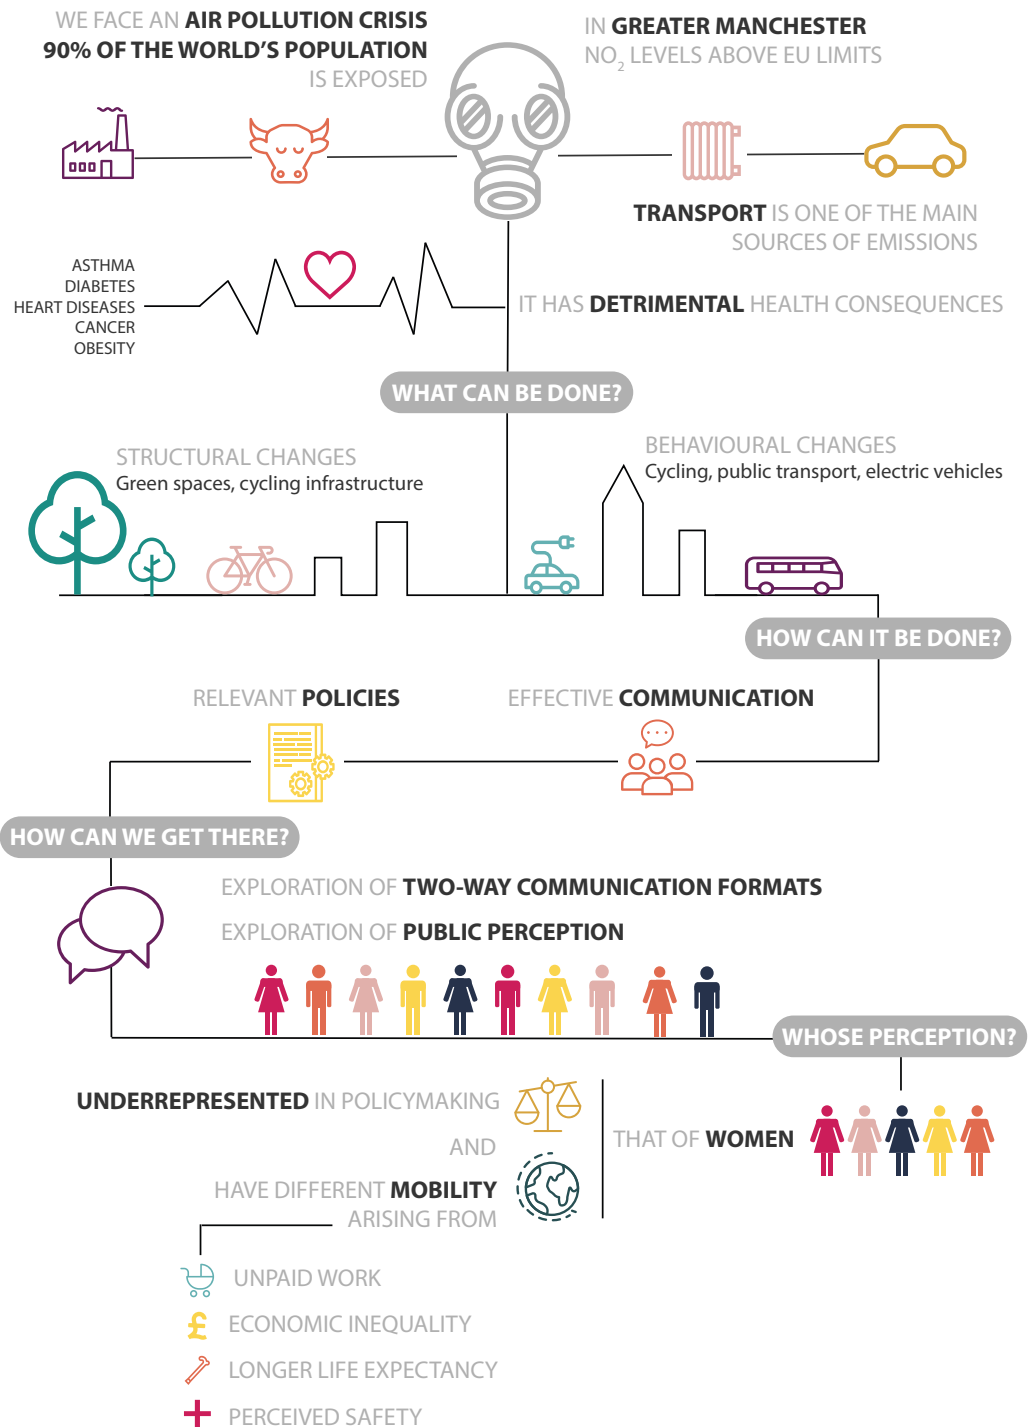 WE FACE AN AIR POLLUTION CRISIS
90% OF THE WORLD'S POPULATION
IS EXPOSED
IN GREATER MANCHESTER
NO₂ LEVELS ABOVE EU LIMITS
TRANSPORT IS ONE OF THE MAIN
SOURCES OF EMISSIONS
ASTHMA
DIABETES
HEART DISEASES
CANCER
OBESITY
IT HAS DETRIMENTAL HEALTH CONSEQUENCES
WHAT CAN BE DONE?
STRUCTURAL CHANGES
Green spaces, cycling infrastructure
BEHAVIOURAL CHANGES
Cycling, public transport, electric vehicles
HOW CAN IT BE DONE?
RELEVANT POLICIES
EFFECTIVE COMMUNICATION
HOW CAN WE GET THERE?
EXPLORATION OF TWO-WAY COMMUNICATION FORMATS
EXPLORATION OF PUBLIC PERCEPTION
WHOSE PERCEPTION?
THAT OF WOMEN
UNDERREPRESENTED IN POLICYMAKING
AND
HAVE DIFFERENT MOBILITY
ARISING FROM
UNPAID WORK
£ ECONOMIC INEQUALITY
LONGER LIFE EXPECTANCY
PERCEIVED SAFETY